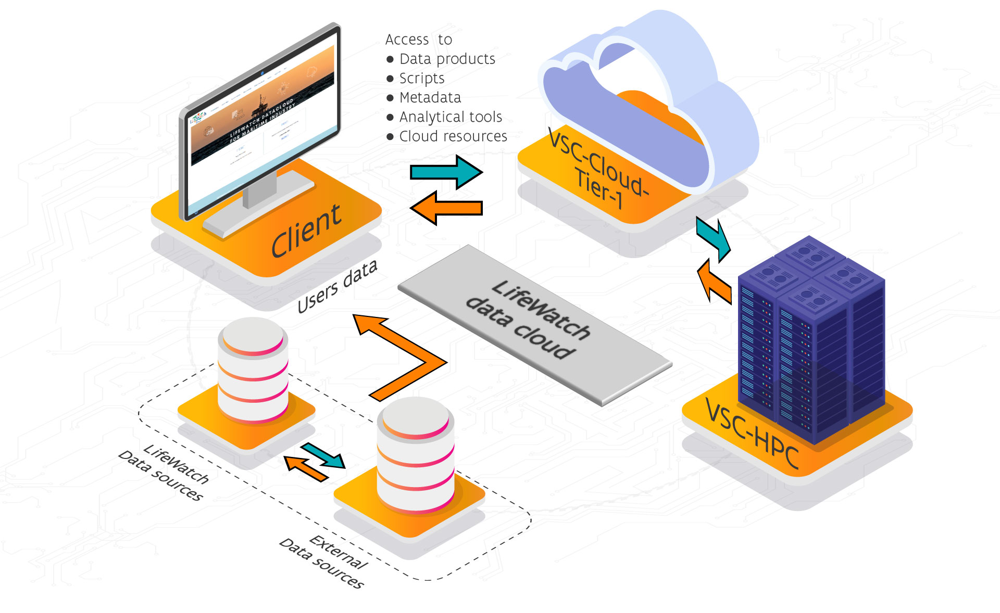 Access to
● Data products
● Scripts
● Metadata
● Analytical tools
● Cloud resources
LIFEWATCH DATACLOUD
FOR MARITIME INDUSTRY
Client
VSC-Cloud-
Tier-1
Users data
LifeWatch
data cloud
VSC-HPC
LifeWatch
Data sources
External
Data sources